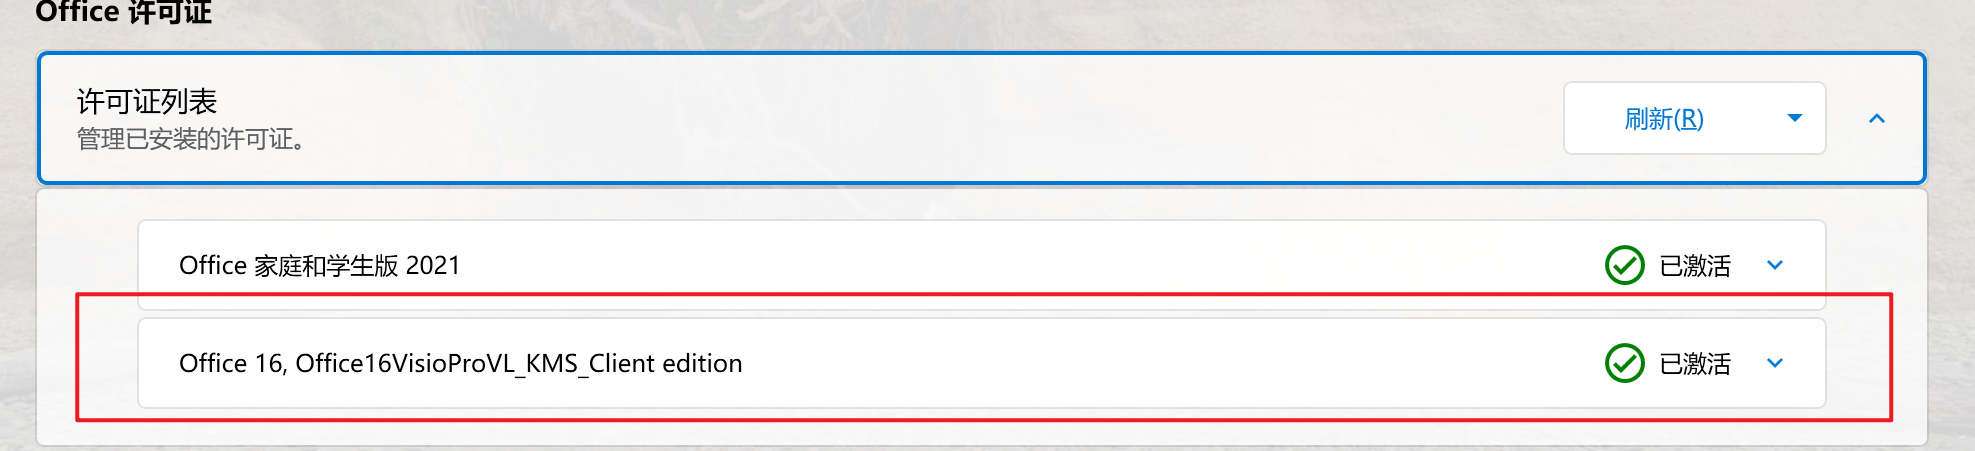 Office 许可证
许可证列表
管理已安装的许可证。
刷新(R)
Office 家庭和学生版 2021
已激活
Office 16, Office16VisioProVL_KMS_Client edition
已激活